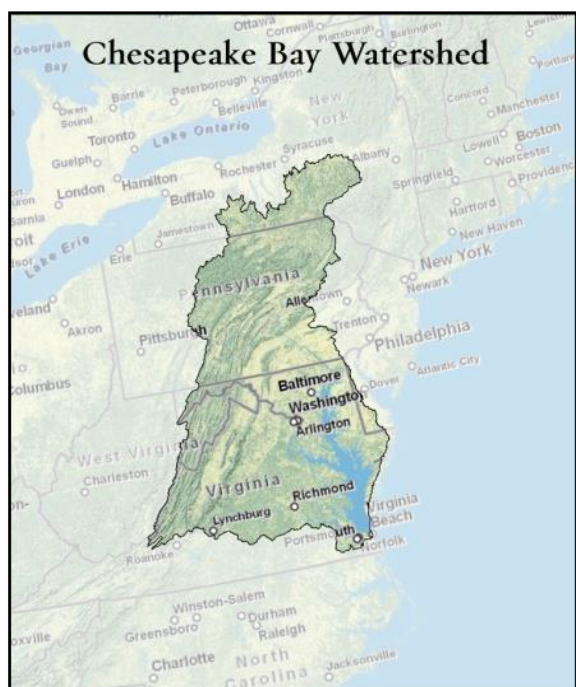 Chesapeake Bay Watershed
Ottawa
Cornwall
Plattsburgh
Burlington
Lewiston
Georgian
Bay
Portland
Owen
Sound
Barrie
Peterborough
Kingston
Belleville
New
York
Concord
Manchester
Toronto
Lake Ontario
Guelph
Rochester
Syracuse
Albany
Lowell
Boston
Worcester
London
Hamilton
Buffalo
Springfield
Providence
Sarnia
Hartford
New Haven
Lake Erie
Erie
Jamestown
Pennsylvania
New York
Newark
Allentown
Trenton
Akron
Pittsburgh
Philadelphia
Columbus
Atlantic City
Dover
Baltimore
Washington
Arlington
West Virginia
Charleston
Virginia
Richmond
Lynchburg
Virginia
Beach
Portsmouth
Norfolk
Roanoke
Winston-Salem
Greensboro
Durham
Raleigh
Charlotte
North
Carolina
Jacksonville